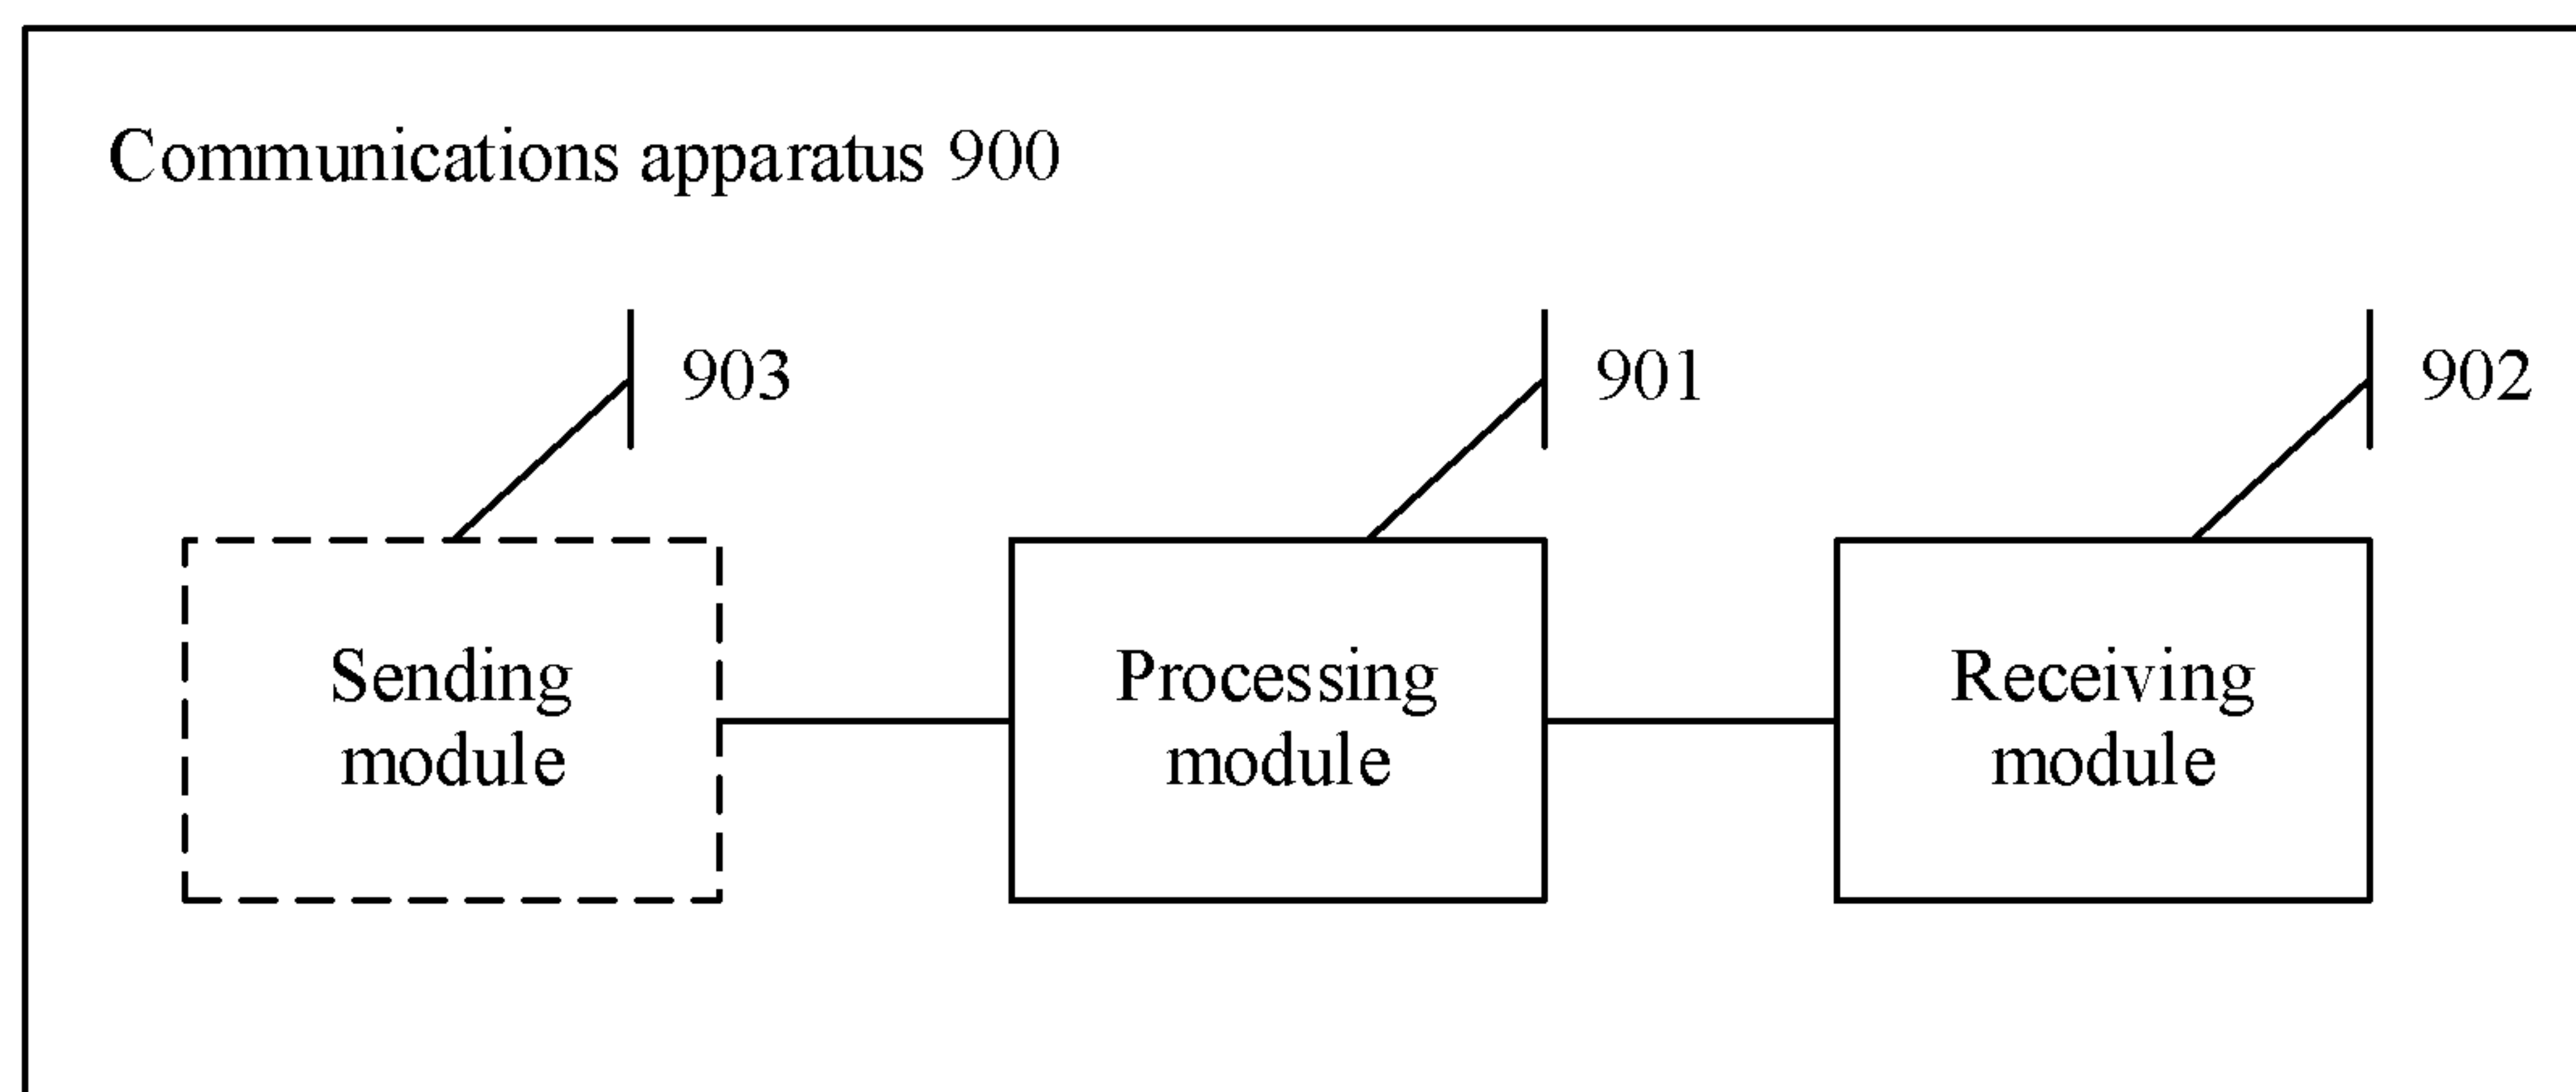 Communications apparatus 900
903
901
902
Sending
module
Processing
module
Receiving
module